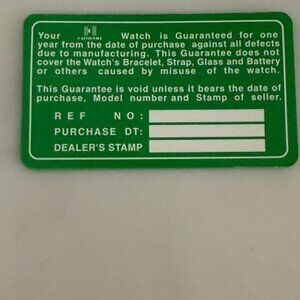 Your Watch is Guaranteed for one
year from the date of purchase against all defects
due to manufacturing. This Guarantee does not
cover the Watch's Bracelet, Strap, Glass and Battery
or others caused by misuse of the watch.
This Guarantee is void unless it bears the date of
purchase, Model number and Stamp of seller.
REF NO:
PURCHASE DT:
DEALER'S STAMP